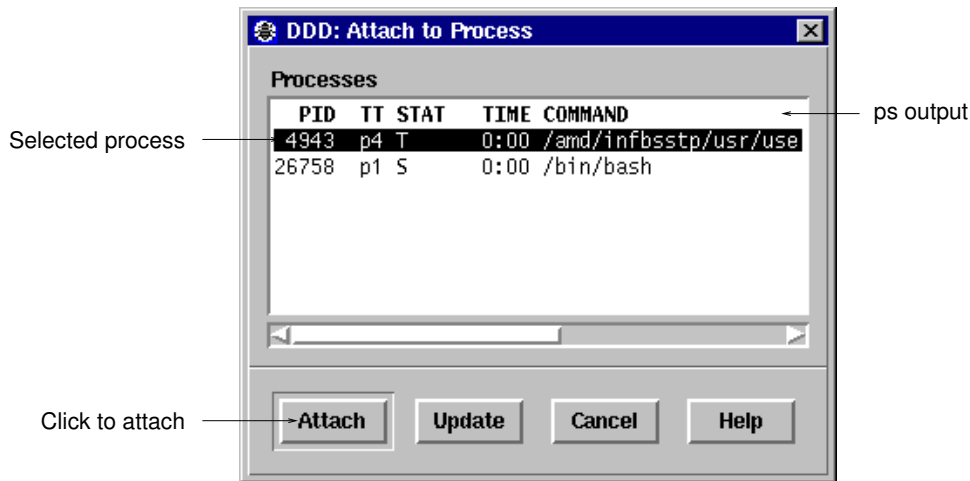 DDD: Attach to Process
Processes
PID TT STAT TIME COMMAND
ps output
Selected process
4943 p4 T 0:00 /amd/infbsstp/usr/use
26758 p1 S 0:00 /bin/bash
Click to attach
Attach Update Cancel Help